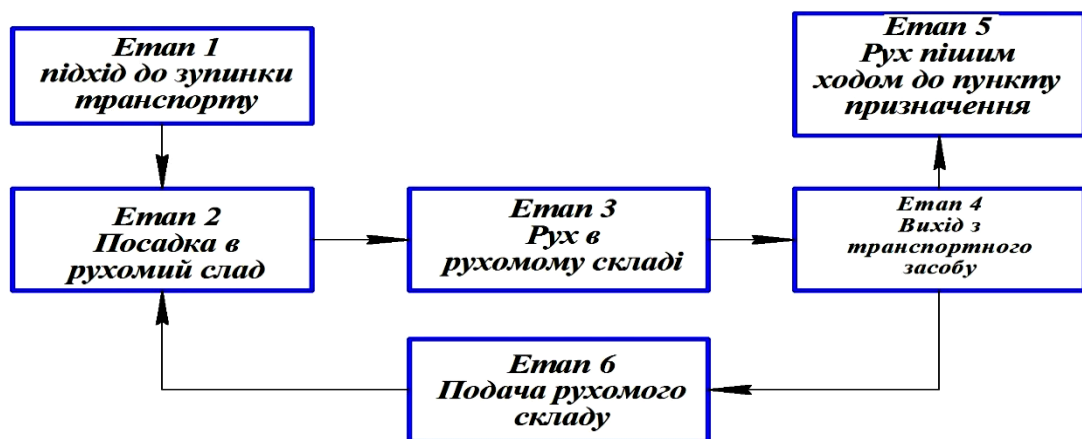 Етап 1
підхід до зупинки
транспорту
Етап 2
Посадка в
рухомий слад
Етап 3
Рух в
рухомому складі
Етап 4
Вихід з
транспортного
засобу
Етап 5
Рух пішим
ходом до пункту
призначення
Етап 6
Подача рухомого
складу